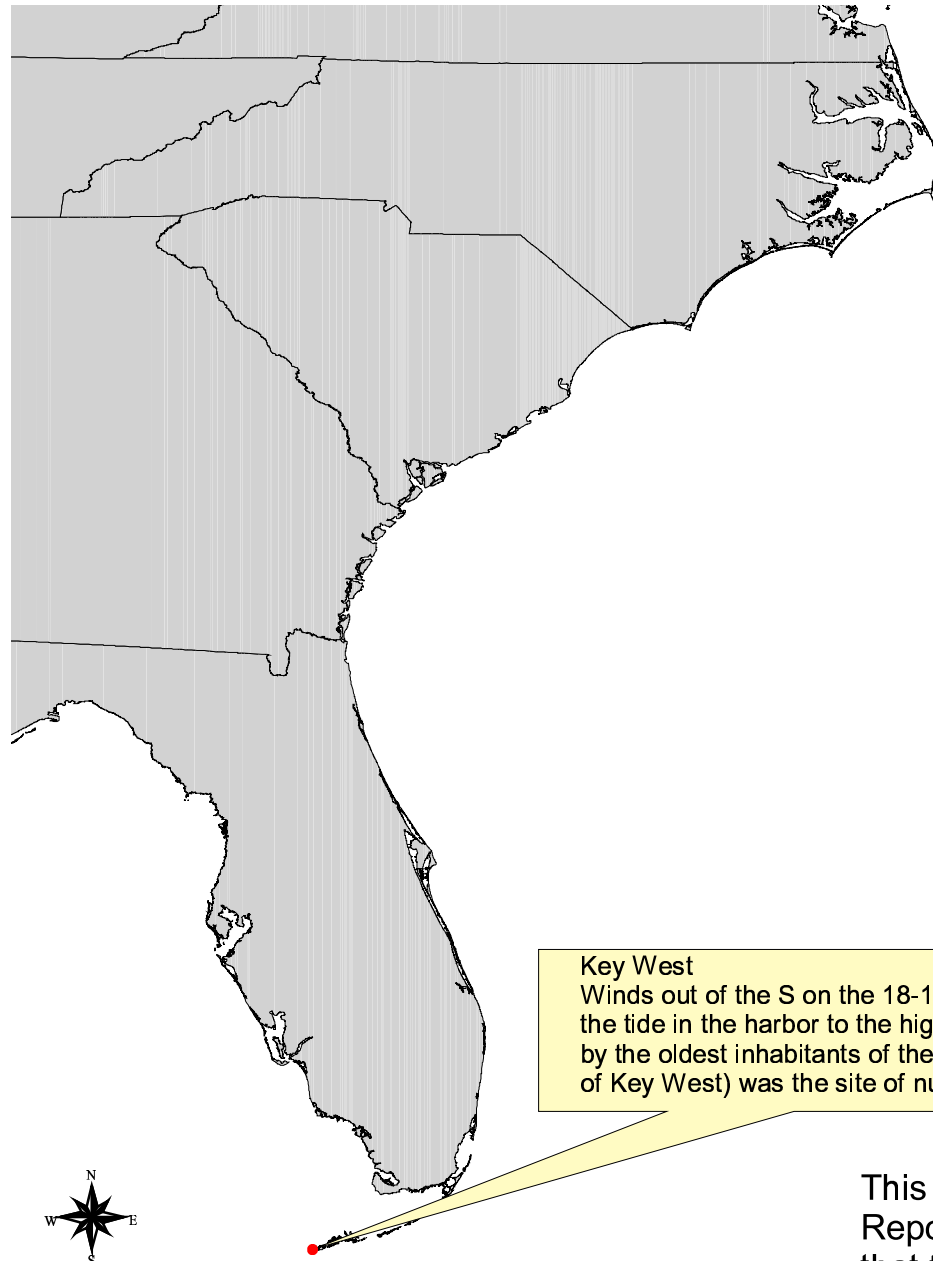 Key West
Winds out of the S on the 18-1
the tide in the harbor to the hig
by the oldest inhabitants of the
of Key West) was the site of nu
N
W E
S
This
Repo
that